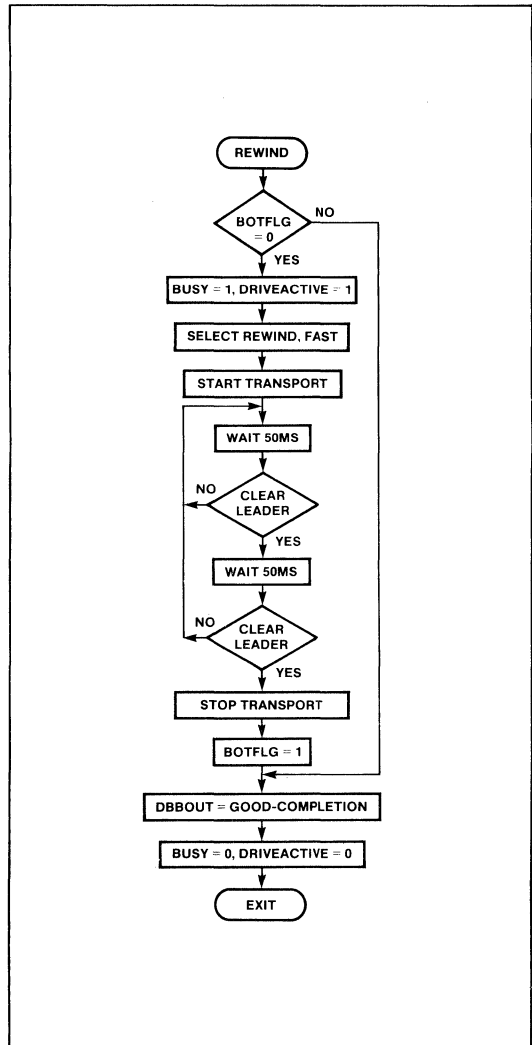 REWIND
BOTFLG
= 0
NO
YES
BUSY = 1, DRIVEACTIVE = 1
SELECT REWIND, FAST
START TRANSPORT
WAIT 50MS
NO
CLEAR
LEADER
YES
WAIT 50MS
NO
CLEAR
LEADER
YES
STOP TRANSPORT
BOTFLG = 1
DBBOUT = GOOD-COMPLETION
BUSY = 0, DRIVEACTIVE = 0
EXIT